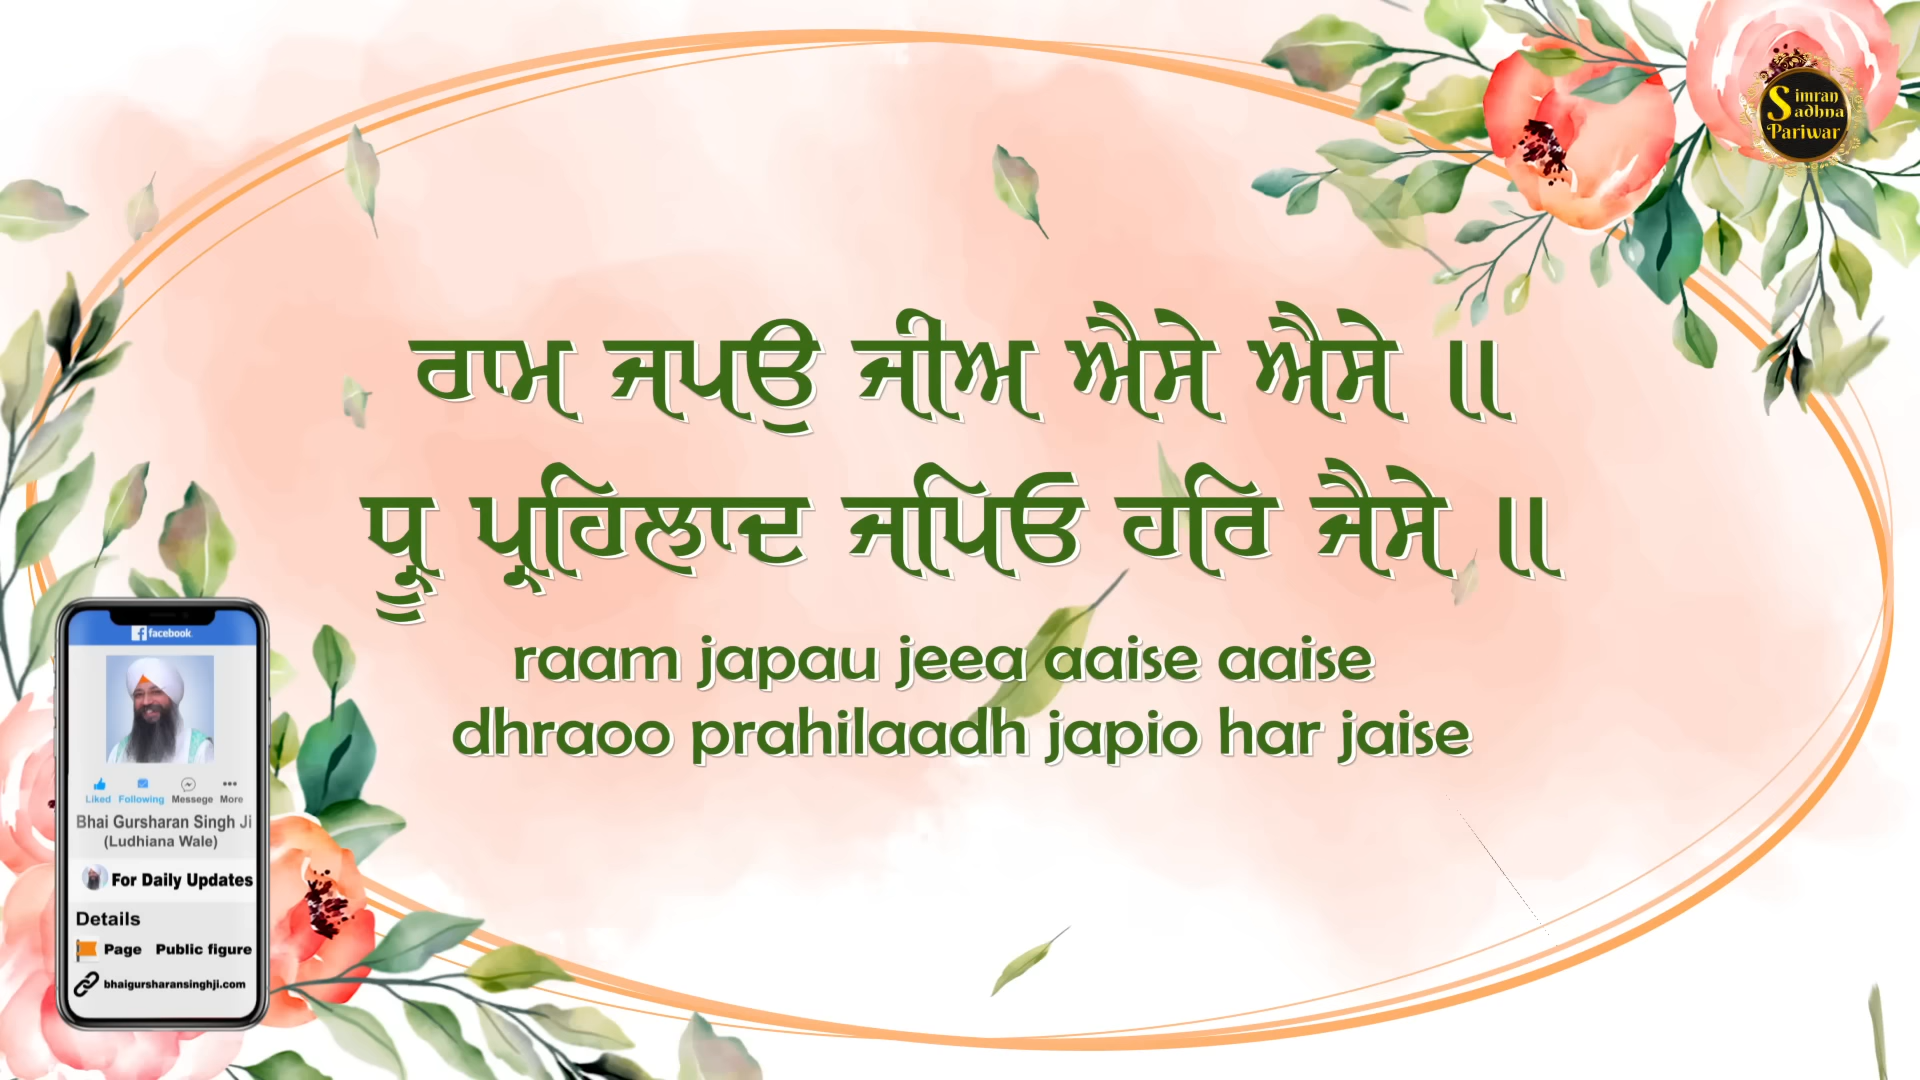 Simran
Sadhna
Pariwar
ਰਾਮ ਜਪਉ ਜੀਅ ਐਸੇ ਐਸੇ ॥
ਧ੍ਰੂ ਪ੍ਰਹਿਲਾਦ ਜਪਿਓ ਹਰਿ ਜੈਸੇ ॥
raam japau jeea aaise aaise
dhraoo prahilaadh japio har jaise
facebook
Liked Following Messege More
Bhai Gursharan Singh Ji
(Ludhiana Wale)
For Daily Updates
Details
Page Public figure
bhaigursharansinghji.com